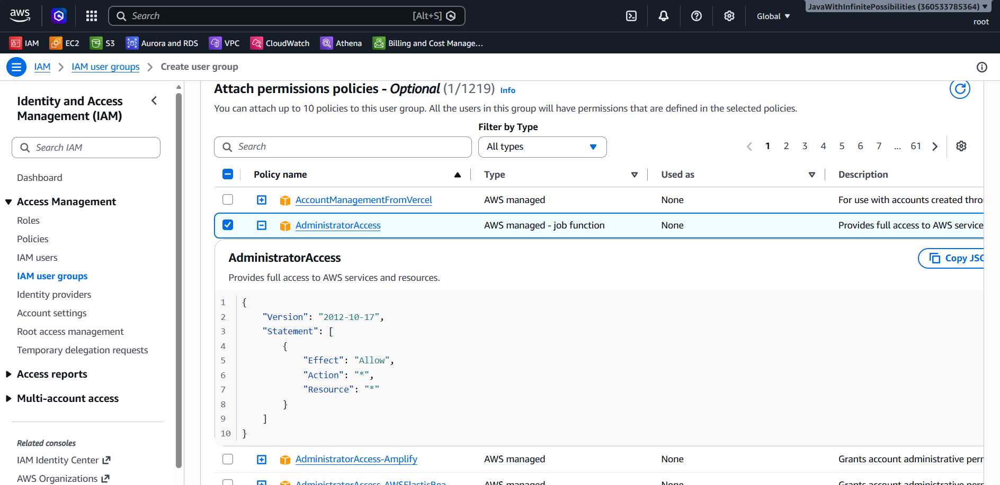 aws
Search [Alt+S]
Global
JavaWithInfinitePossibilities (360533785364)
root
IAM EC2 S3 Aurora and RDS VPC CloudWatch Athena Billing and Cost Manage...
IAM IAM user groups Create user group
Identity and Access
Management (IAM)
Search IAM
Dashboard
Access Management
Roles
Policies
IAM users
IAM user groups
Identity providers
Account settings
Root access management
Temporary delegation requests
Access reports
Multi-account access
Related consoles
IAM Identity Center
AWS Organizations
Attach permissions policies - Optional (1/1219) Info
You can attach up to 10 policies to this user group. All the users in this group will have permissions that are defined in the selected policies.
Filter by Type
Search All types 1 2 3 4 5 6 7 ... 61
Policy name Type Used as Description
AccountManagementFromVercel AWS managed None For use with accounts created thro
AdministratorAccess AWS managed - job function None Provides full access to AWS service
AdministratorAccess Copy JSO
Provides full access to AWS services and resources.
1 {
2 "Version": "2012-10-17",
3 "Statement": [
4 {
5 "Effect": "Allow",
6 "Action": "*",
7 "Resource": "*"
8 }
9 ]
10 }
AdministratorAccess-Amplify AWS managed None Grants account administrative perr
AdministratorAccess-AWSElasticBea AWS managed None Grants account administrative perr